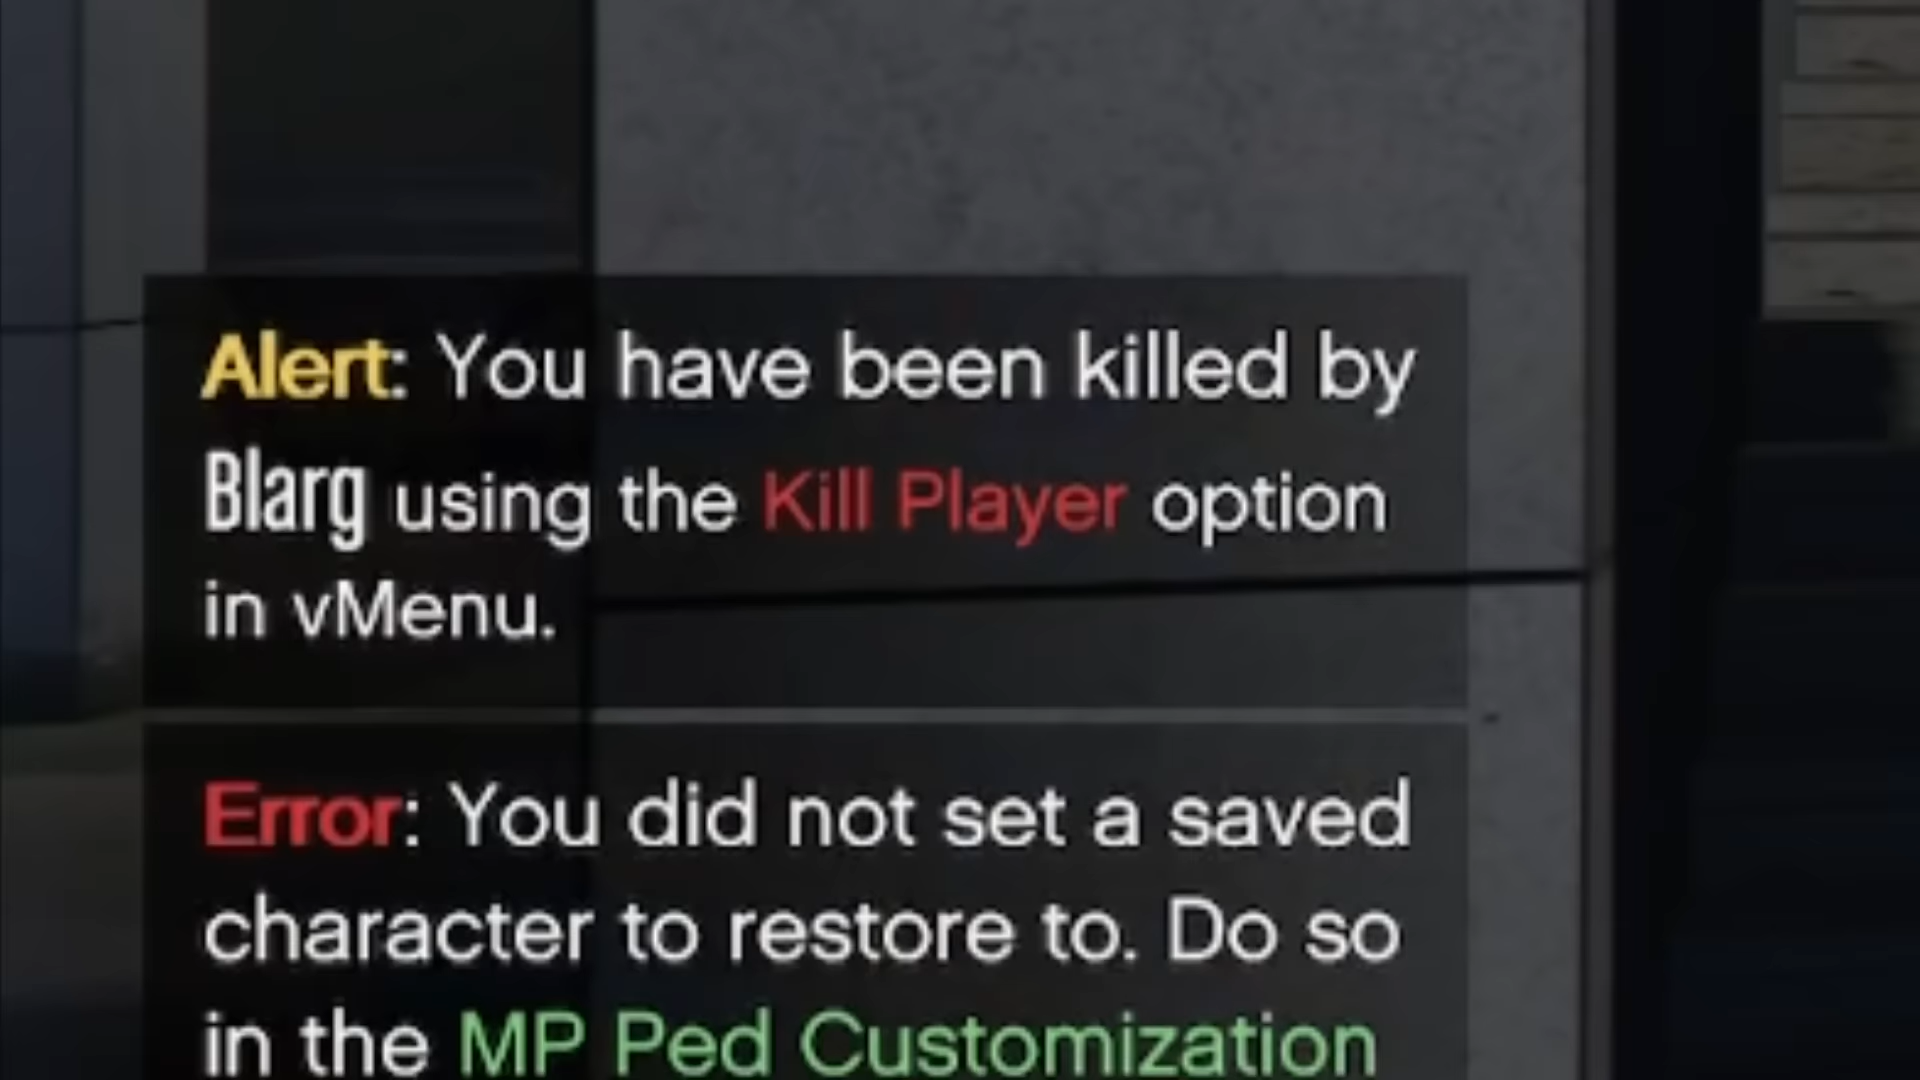 Alert: You have been killed by
Blarg using the Kill Player option
in vMenu.
Error: You did not set a saved
character to restore to. Do so
in the MP Ped Customization